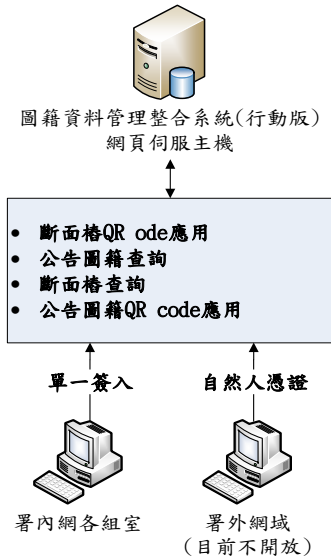 圖籍資料管理整合系統(行動版)
網頁伺服主機
• 斷面樁QR ode應用
• 公告圖籍查詢
• 斷面樁查詢
• 公告圖籍QR code應用
單一簽入
自然人憑證
署內網各組室
署外網域
(目前不開放)